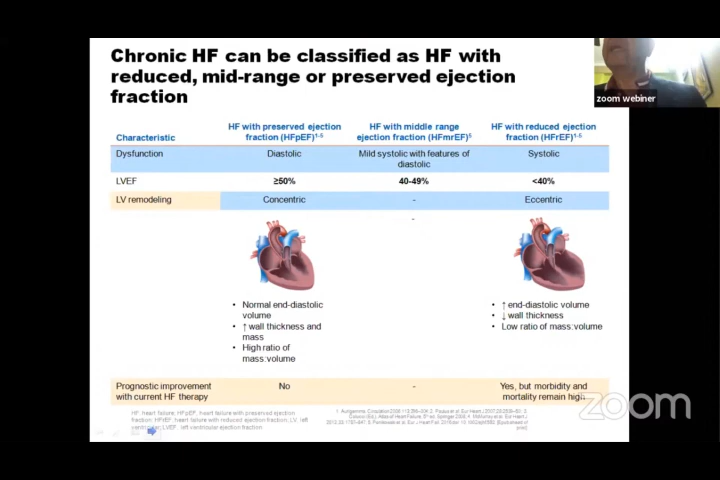 Chronic HF can be classified as HF with
reduced, mid-range or preserved ejection
fraction
zoom webiner
Characteristic
HF with preserved ejection
fraction (HFpEF)1-5
HF with middle range
ejection fraction (HFmrEF)5
HF with reduced ejection
fraction (HFrEF)1-5
Dysfunction
Diastolic
Mild systolic with features of
diastolic
Systolic
LVEF
≥50%
40-49%
<40%
LV remodeling
Concentric
-
Eccentric
-
• Normal end-diastolic
volume
• ↑ wall thickness and
mass
• High ratio of
mass:volume
• ↑ end-diastolic volume
• ↓ wall thickness
• Low ratio of mass:volume
Prognostic improvement
with current HF therapy
No
-
Yes, but morbidity and
mortality remain high
zoom
HF: heart failure; HFpEF, heart failure with preserved ejection
fraction; HFrEF, heart failure with reduced ejection fraction, LV, left
ventricular; LVEF, left ventricular ejection fraction